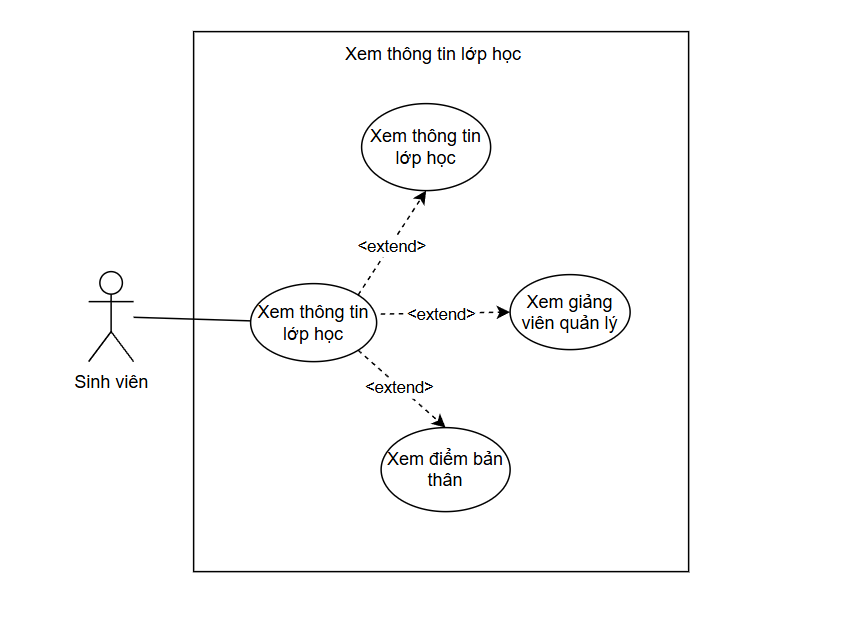 Xem thông tin lớp học
Xem thông tin
lớp học
<extend>
Xem thông tin
lớp học
<extend>
Xem giảng
viên quản lý
<extend>
Sinh viên
Xem điểm bản
thân